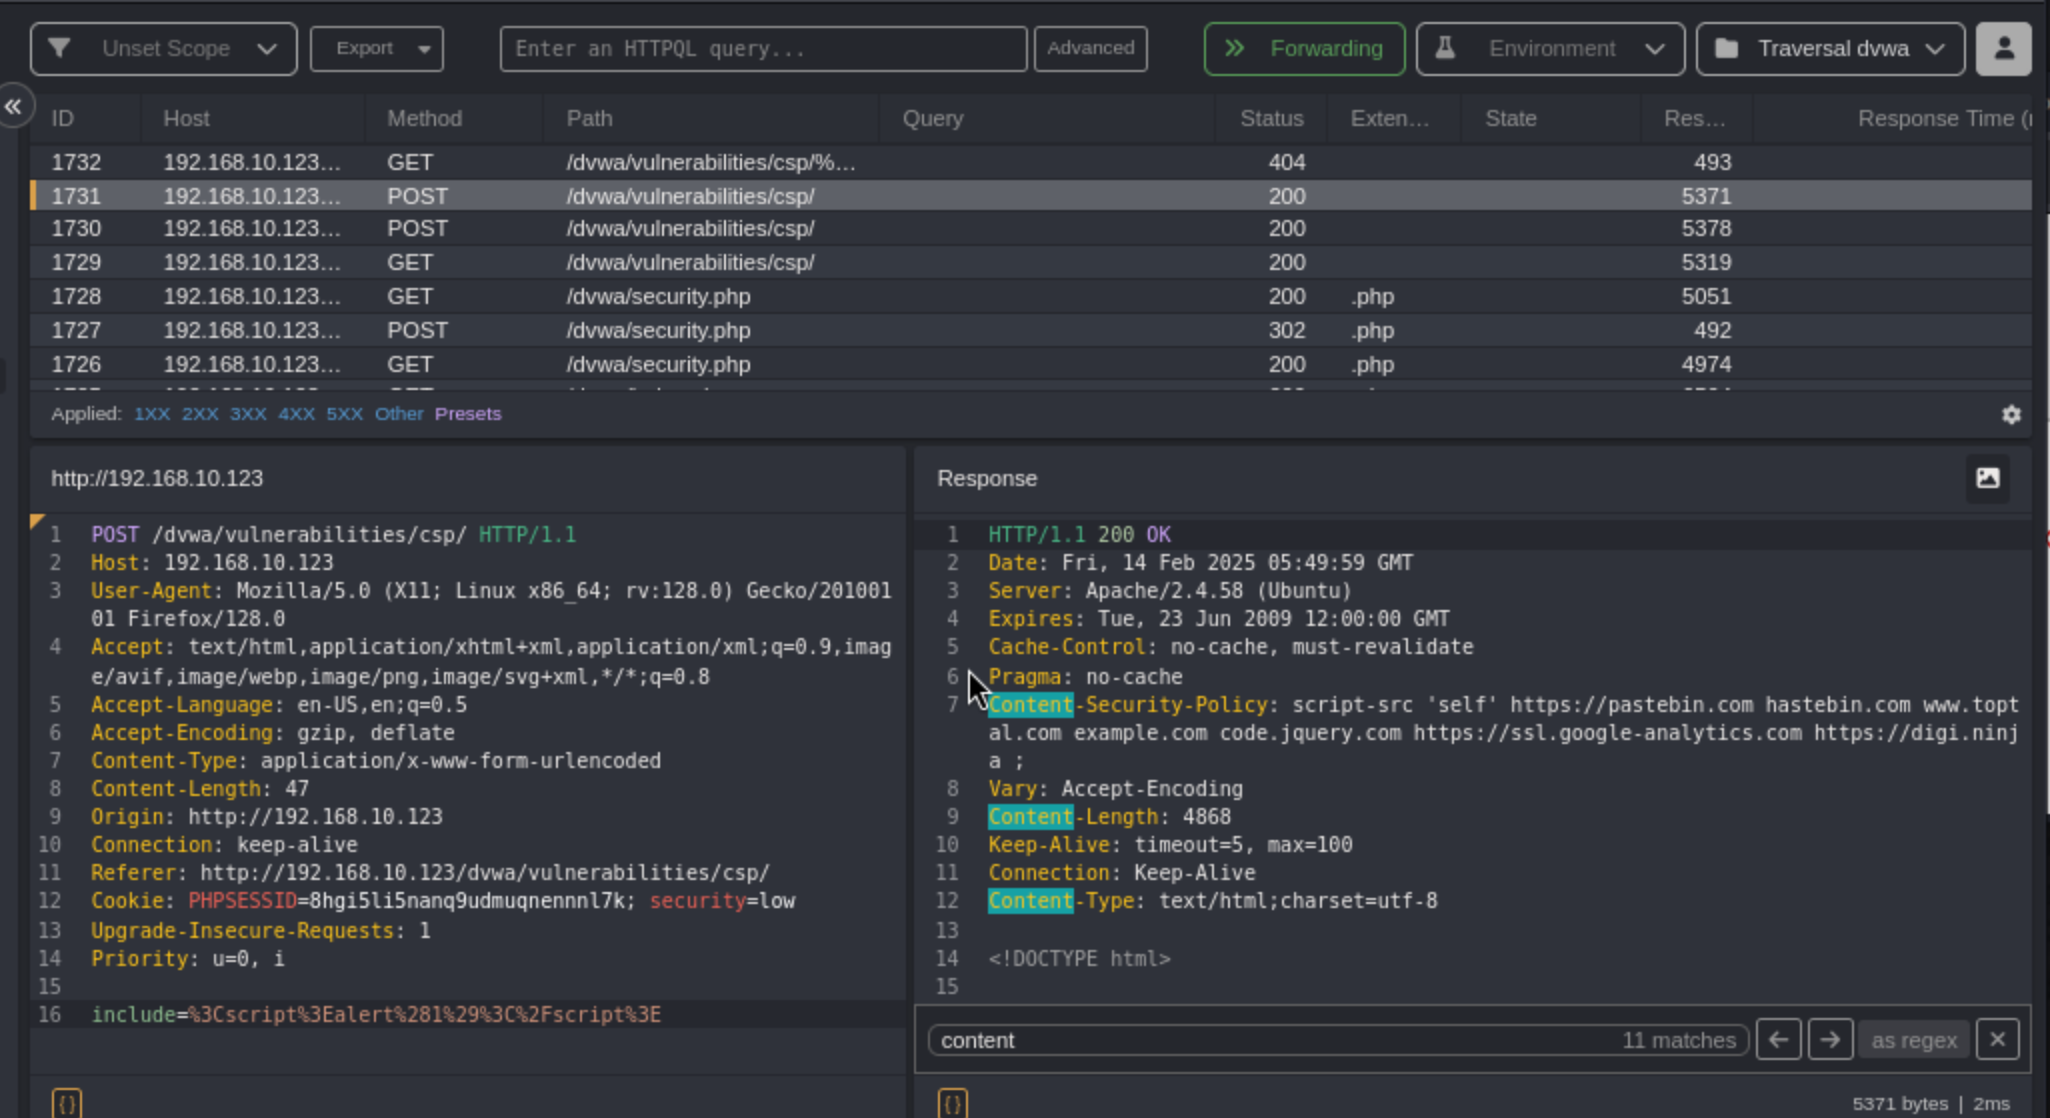 Unset Scope Export Enter an HTTPQL query... Advanced Forwarding Environment Traversal dvwa
ID Host Method Path Query Status Exten... State Res... Response Time (
1732 192.168.10.123... GET /dvwa/vulnerabilities/csp/%... 404 493
1731 192.168.10.123... POST /dvwa/vulnerabilities/csp/ 200 5371
1730 192.168.10.123... POST /dvwa/vulnerabilities/csp/ 200 5378
1729 192.168.10.123... GET /dvwa/vulnerabilities/csp/ 200 5319
1728 192.168.10.123... GET /dvwa/security.php 200 .php 5051
1727 192.168.10.123... POST /dvwa/security.php 302 .php 492
1726 192.168.10.123... GET /dvwa/security.php 200 .php 4974
Applied: 1XX 2XX 3XX 4XX 5XX Other Presets
http://192.168.10.123
1 POST /dvwa/vulnerabilities/csp/ HTTP/1.1
2 Host: 192.168.10.123
3 User-Agent: Mozilla/5.0 (X11; Linux x86_64; rv:128.0) Gecko/201001
01 Firefox/128.0
4 Accept: text/html,application/xhtml+xml,application/xml;q=0.9,imag
e/avif,image/webp,image/png,image/svg+xml,*/*;q=0.8
5 Accept-Language: en-US,en;q=0.5
6 Accept-Encoding: gzip, deflate
7 Content-Type: application/x-www-form-urlencoded
8 Content-Length: 47
9 Origin: http://192.168.10.123
10 Connection: keep-alive
11 Referer: http://192.168.10.123/dvwa/vulnerabilities/csp/
12 Cookie: PHPSESSID=8hgi5li5nanq9udmuqnennnl7k; security=low
13 Upgrade-Insecure-Requests: 1
14 Priority: u=0, i
15
16 include=%3Cscript%3Ealert%281%29%3C%2Fscript%3E
{}
Response
1 HTTP/1.1 200 OK
2 Date: Fri, 14 Feb 2025 05:49:59 GMT
3 Server: Apache/2.4.58 (Ubuntu)
4 Expires: Tue, 23 Jun 2009 12:00:00 GMT
5 Cache-Control: no-cache, must-revalidate
6 Pragma: no-cache
7 Content-Security-Policy: script-src 'self' https://pastebin.com hastebin.com www.topt
al.com example.com code.jquery.com https://ssl.google-analytics.com https://digi.ninj
a ;
8 Vary: Accept-Encoding
9 Content-Length: 4868
10 Keep-Alive: timeout=5, max=100
11 Connection: Keep-Alive
12 Content-Type: text/html;charset=utf-8
13
14 <!DOCTYPE html>
15
content 11 matches as regex
{} 5371 bytes | 2ms